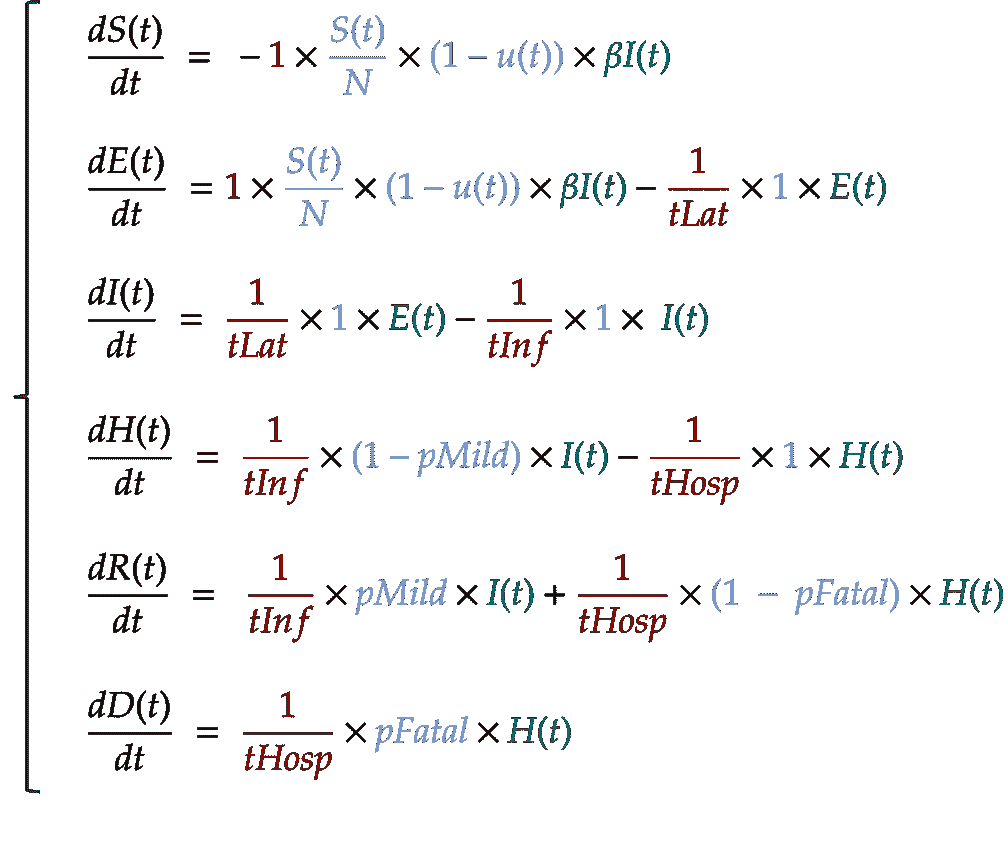 dS(t)/dt = − 1 × S(t)/N × (1 − u(t)) × βI(t)
dE(t)/dt = 1 × S(t)/N × (1 − u(t)) × βI(t) − 1/tLat × 1 × E(t)
dI(t)/dt = 1/tLat × 1 × E(t) − 1/tInf × 1 × I(t)
dH(t)/dt = 1/tInf × (1 − pMild) × I(t) − 1/tHosp × 1 × H(t)
dR(t)/dt = 1/tInf × pMild × I(t) + 1/tHosp × (1 − pFatal) × H(t)
dD(t)/dt = 1/tHosp × pFatal × H(t)